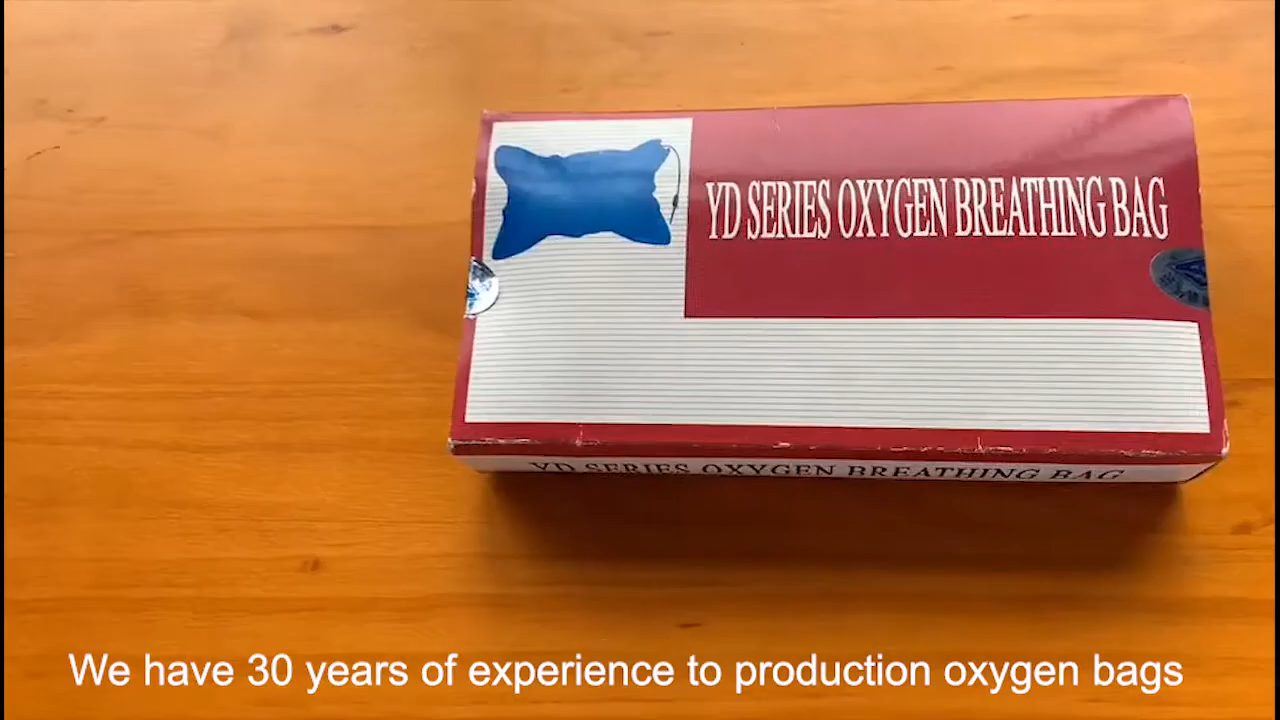 YD SERIES OXYGEN BREATHING BAG
YD SERIES OXYGEN BREATHING BAG
We have 30 years of experience to production oxygen bags